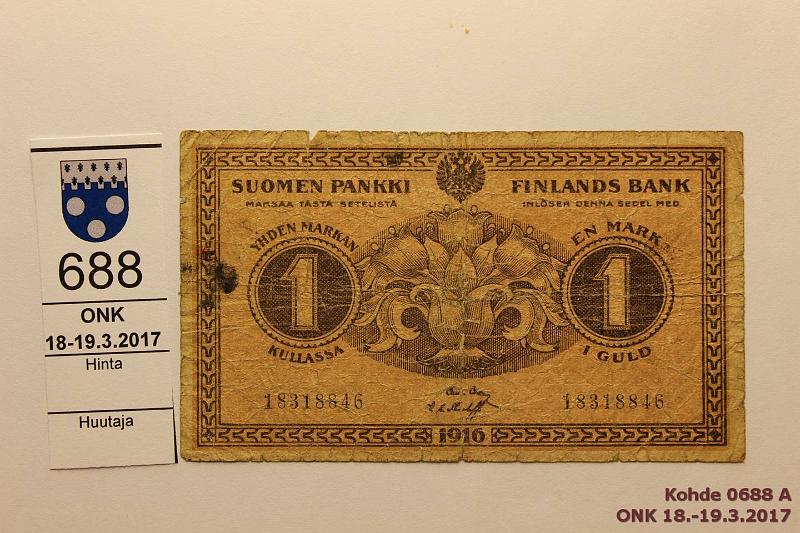 688
ONK
18-19.3.2017
Hinta
Huutaja
SUOMEN PANKKI
MAKSAA TÄSTÄ SETELISTÄ
FINLANDS BANK
INLÖSER DENNA SEDEL MED
YHDEN MARKAN
1
KULLASSA
EN MARK
1
I GULD
18318846
18318846
1916
Kohde 0688 A
ONK 18.-19.3.2017